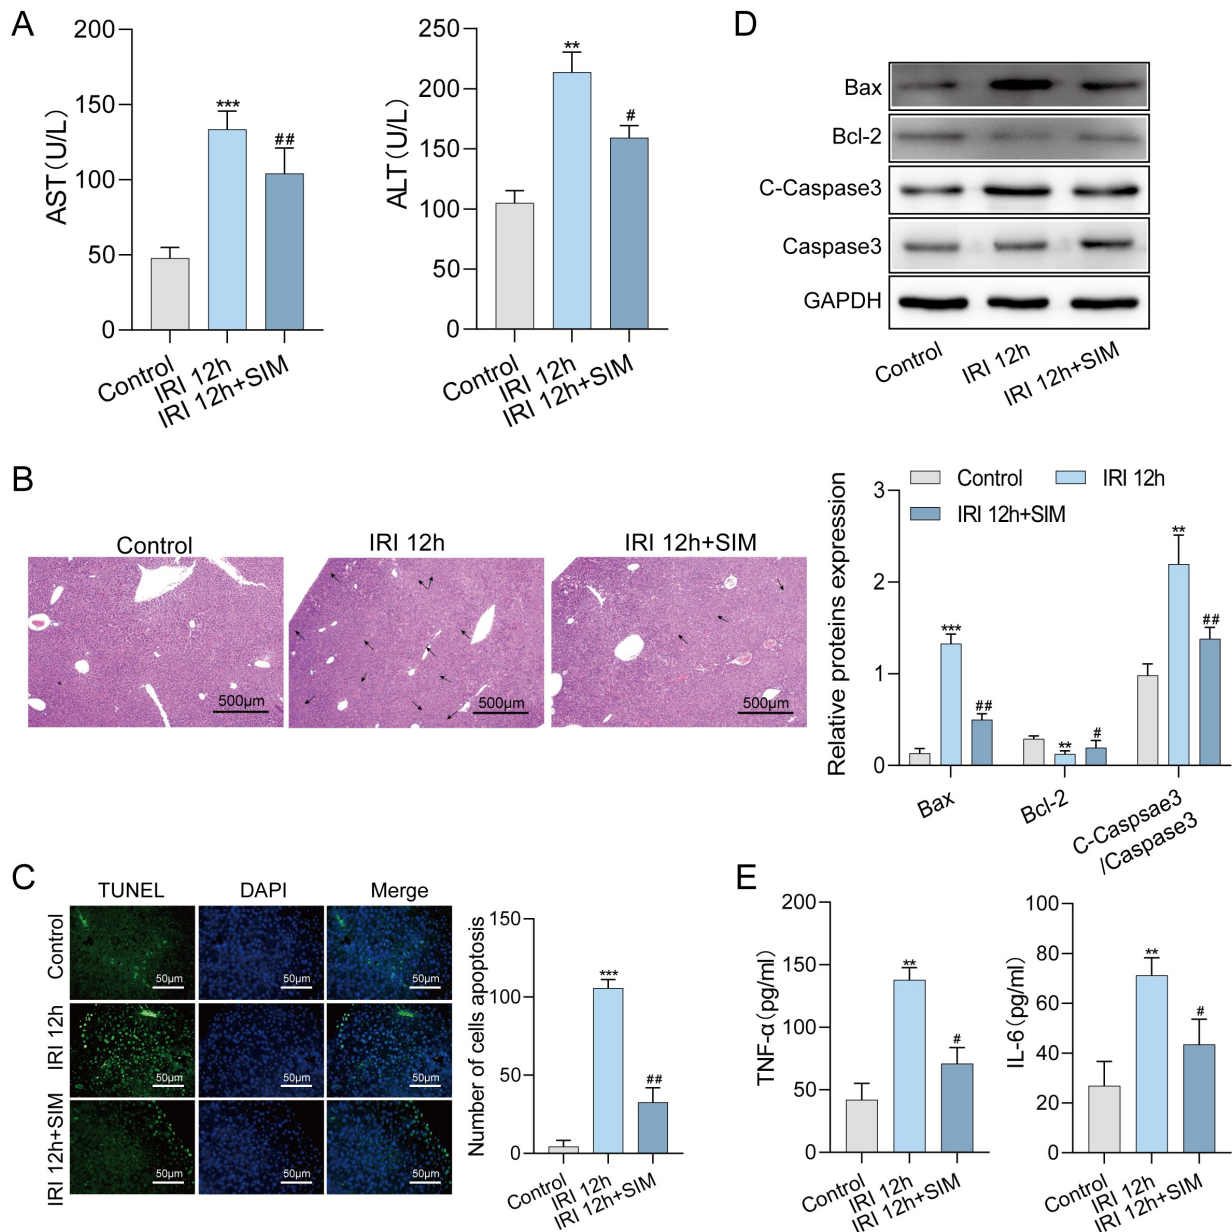 A
AST（U/L）
200
150
100
50
0
***
##
Control
IRI 12h
IRI 12h+SIM
ALT（U/L）
250
200
150
100
50
0
**
#
Control
IRI 12h
IRI 12h+SIM
D
Bax
Bcl-2
C-Caspase3
Caspase3
GAPDH
Control
IRI 12h
IRI 12h+SIM
Control
IRI 12h
IRI 12h+SIM
Relative proteins expression
3
2
1
0
***
##
**
#
**
##
Bax
Bcl-2
C-Caspsae3
/Caspase3
B
Control
IRI 12h
IRI 12h+SIM
500μm
500μm
500μm
C
TUNEL
DAPI
Merge
Control
50μm
50μm
50μm
IRI 12h
50μm
50μm
50μm
IRI 12h+SIM
50μm
50μm
50μm
Number of cells apoptosis
150
100
50
0
***
##
Control
IRI 12h
IRI 12h+SIM
E
TNF-α（pg/ml）
200
150
100
50
0
**
#
Control
IRI 12h
IRI 12h+SIM
IL-6（pg/ml）
100
80
60
40
20
0
**
#
Control
IRI 12h
IRI 12h+SIM